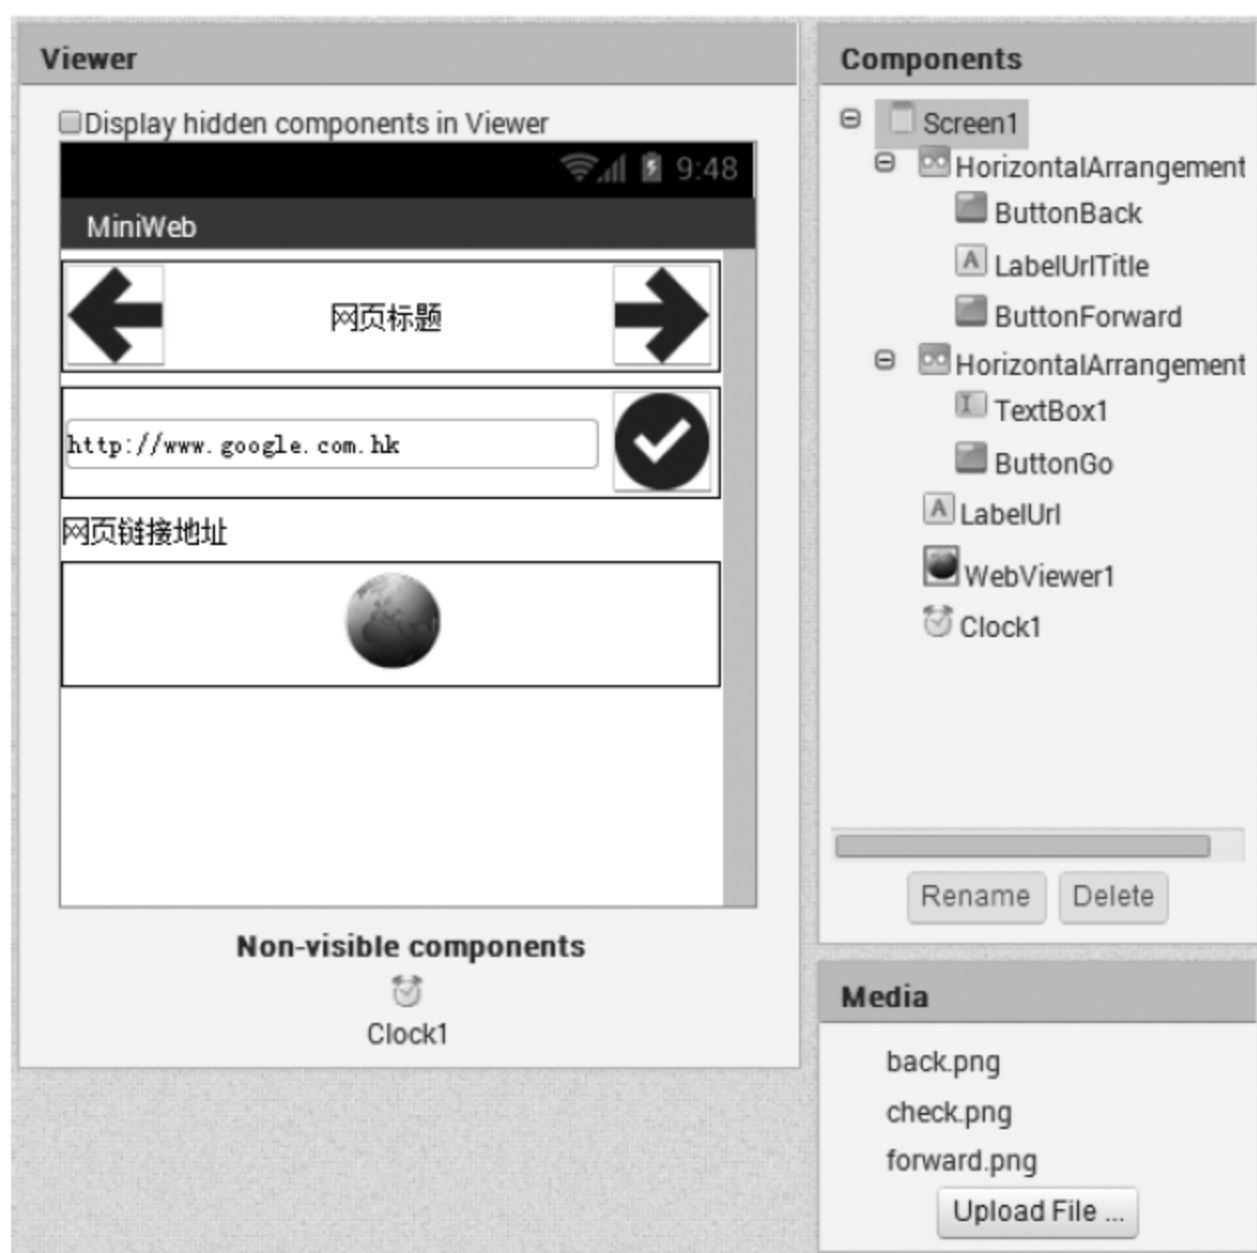 Viewer
Display hidden components in Viewer
9:48
MiniWeb
网页标题
http://www.google.com.hk
网页链接地址
Non-visible components
Clock1
Components
Screen1
HorizontalArrangement
ButtonBack
A LabelUrlTitle
ButtonForward
HorizontalArrangement
TextBox1
ButtonGo
A LabelUrl
WebViewer1
Clock1
Rename Delete
Media
back.png
check.png
forward.png
Upload File ...